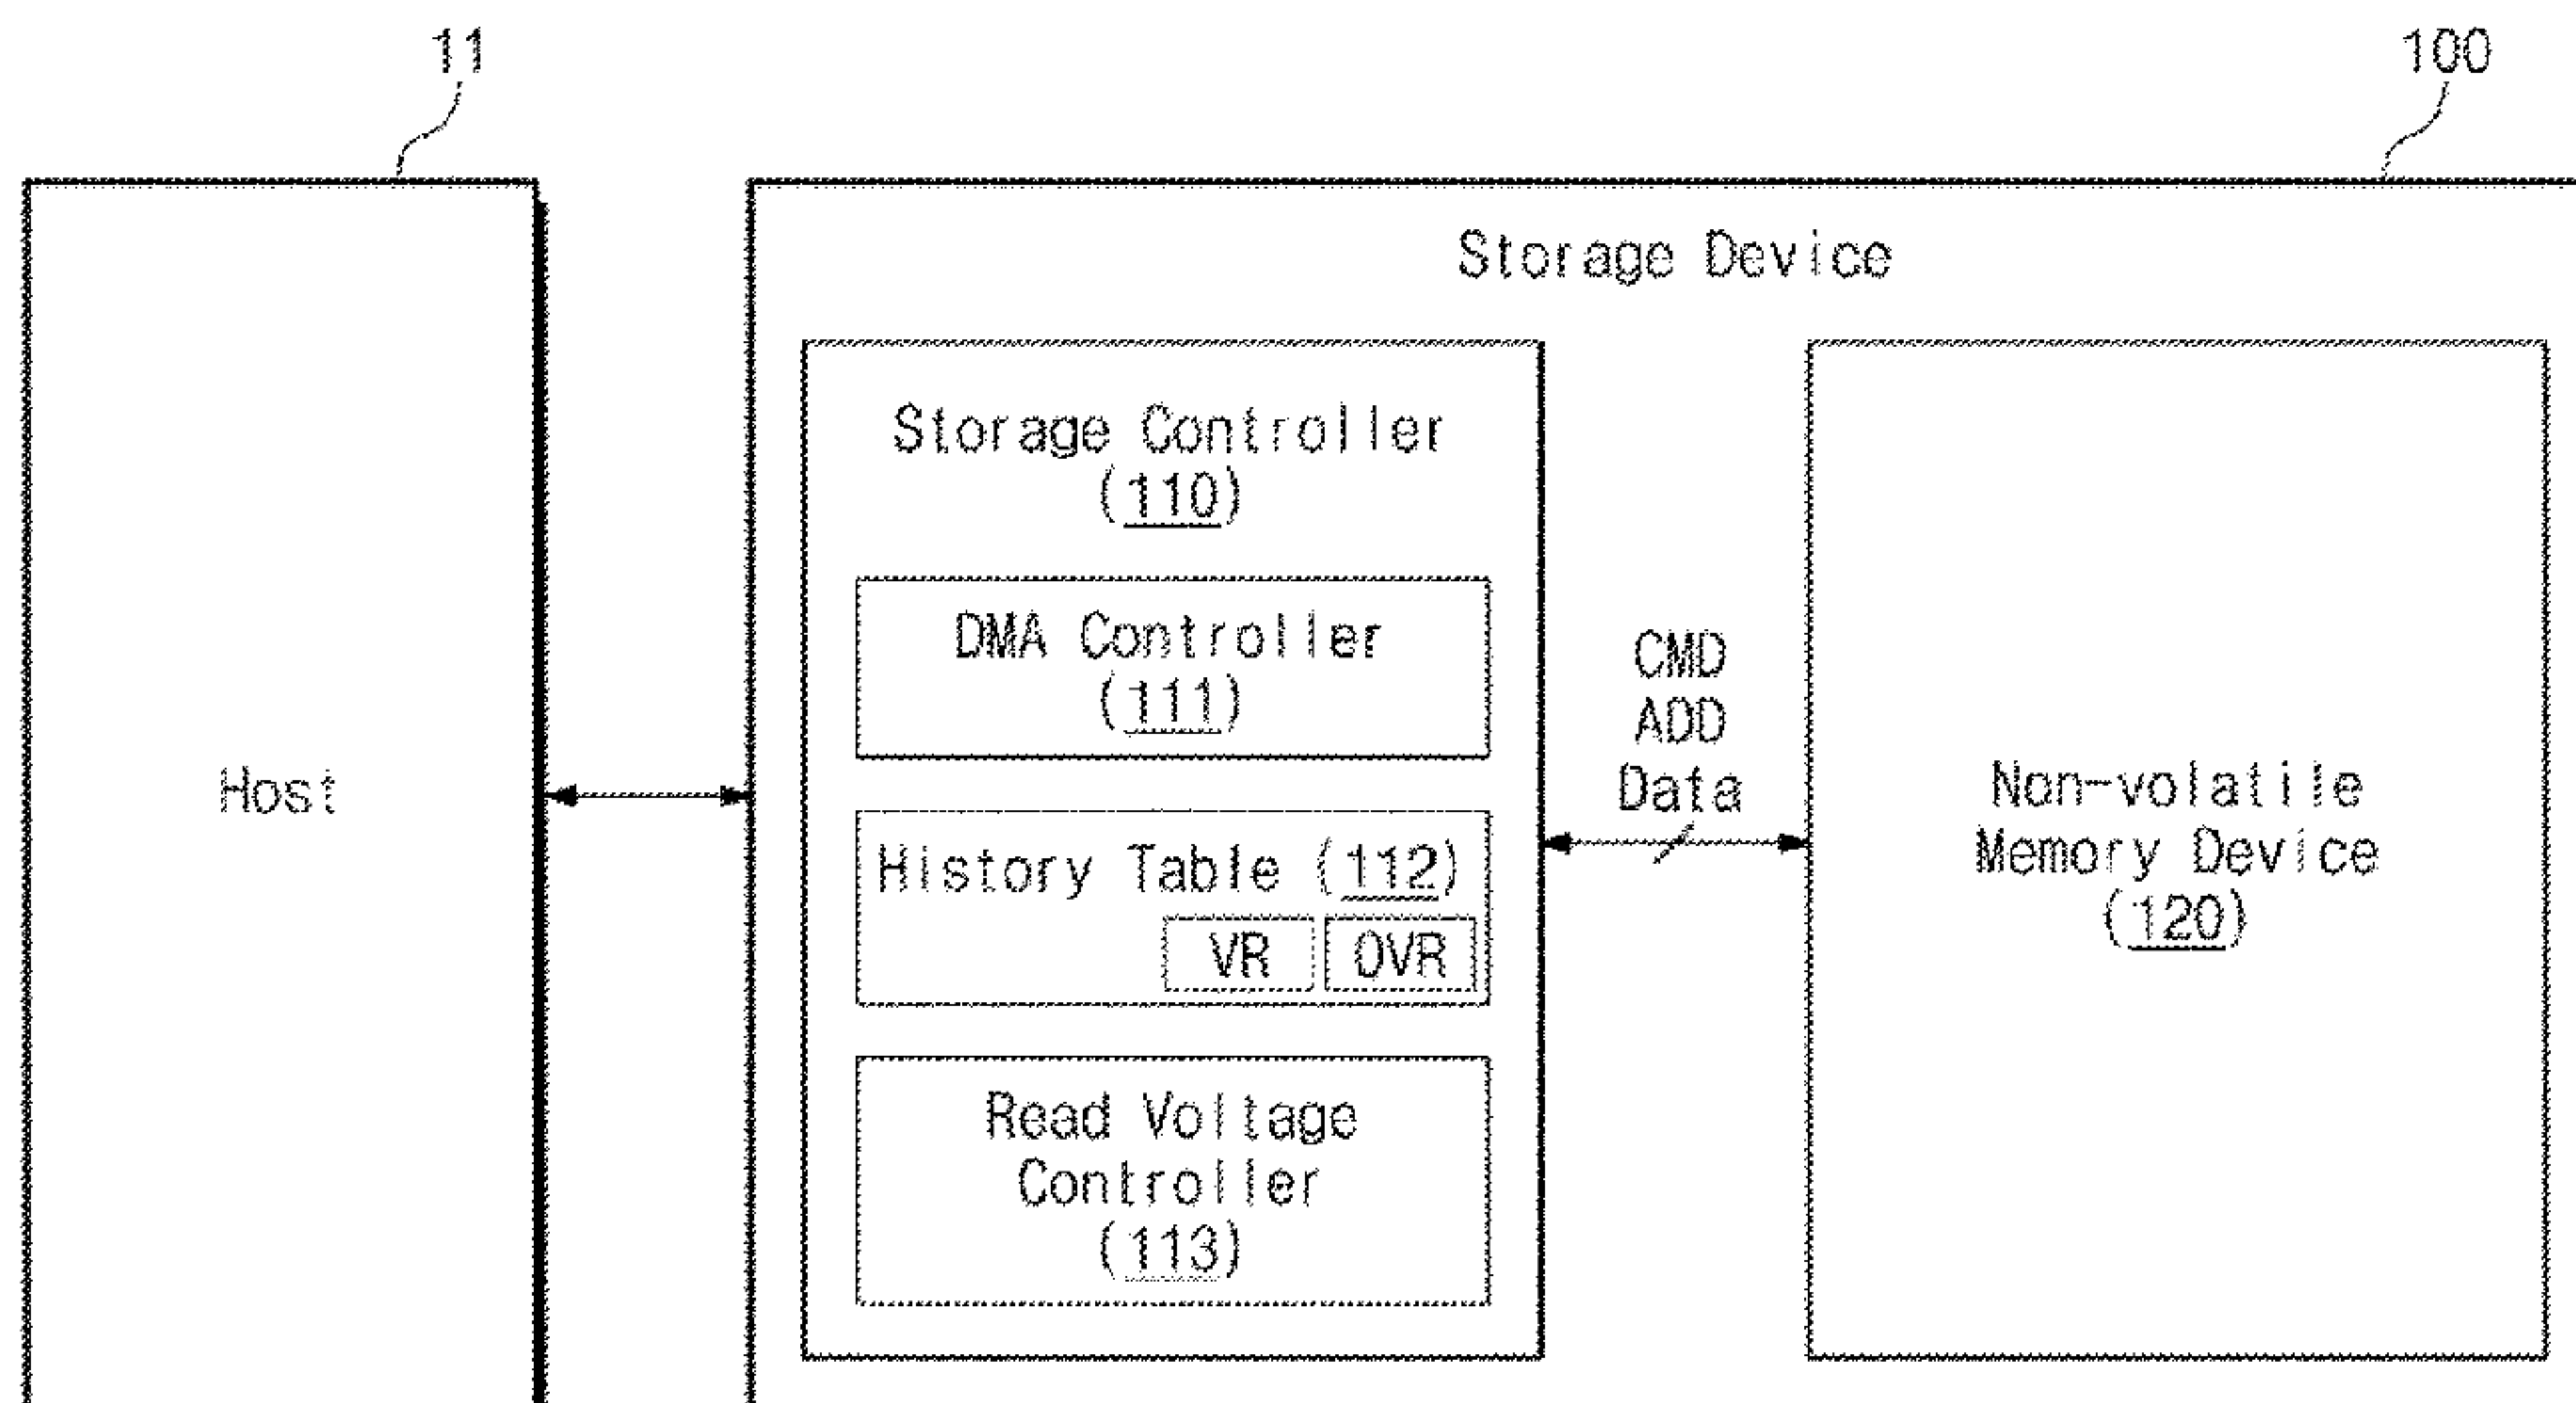 11
100
Storage Device
Storage Controller
(110)
DMA Controller
(111)
CMD
ADD
Data
Host
Non-volatile
Memory Device
(120)
History Table (112)
VR
OVR
Read Voltage
Controller
(113)